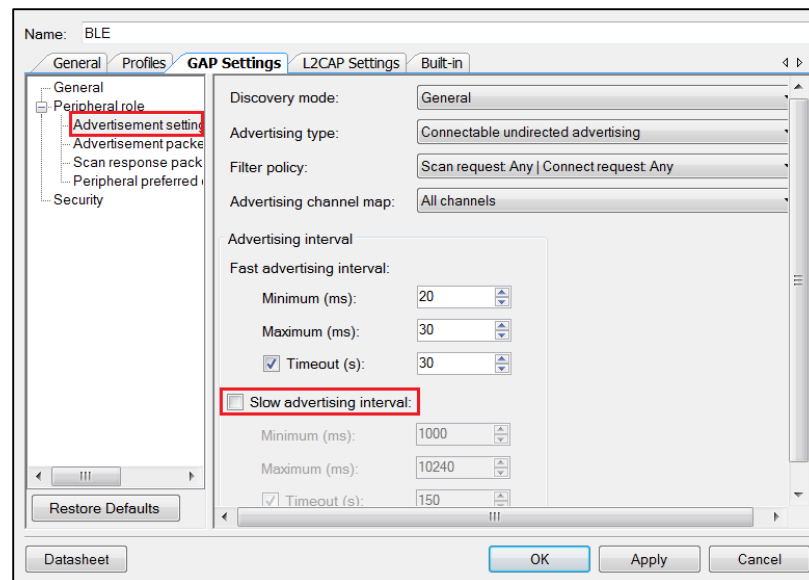 Name: BLE
General Profiles GAP Settings L2CAP Settings Built-in
General
Peripheral role
Advertisement setting
Advertisement packe
Scan response pack
Peripheral preferred
Security
Restore Defaults
Discovery mode: General
Advertising type: Connectable undirected advertising
Filter policy: Scan request: Any | Connect request: Any
Advertising channel map: All channels
Advertising interval
Fast advertising interval:
Minimum (ms): 20
Maximum (ms): 30
Timeout (s): 30
Slow advertising interval:
Minimum (ms): 1000
Maximum (ms): 10240
Timeout (s): 150
Datasheet OK Apply Cancel